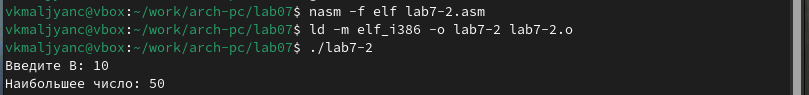 vkmaljyanc@vbox:~/work/arch-pc/lab07$ nasm -f elf lab7-2.asm
vkmaljyanc@vbox:~/work/arch-pc/lab07$ ld -m elf_i386 -o lab7-2 lab7-2.o
vkmaljyanc@vbox:~/work/arch-pc/lab07$ ./lab7-2
Введите В: 10
Наибольшее число: 50